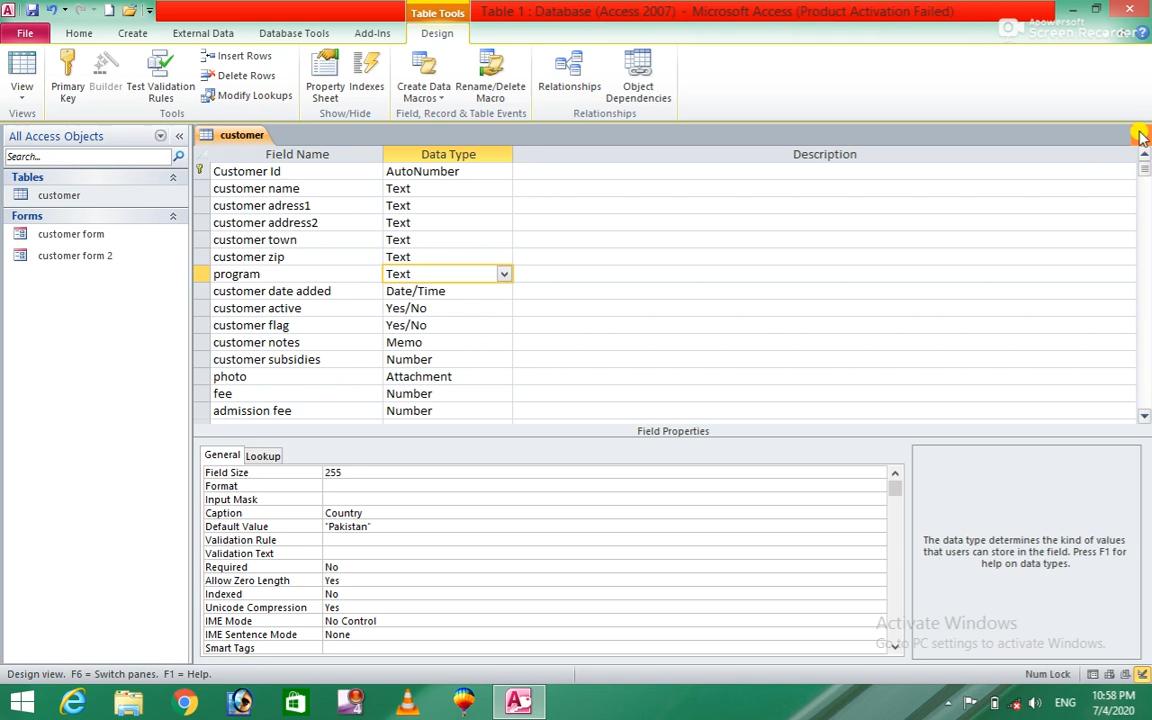 Table Tools
Table 1 : Database (Access 2007) - Microsoft Access (Product Activation Failed)
File
Home
Create
External Data
Database Tools
Add-Ins
Design
Apowersoft
Screen Recorder
View
Primary Key
Builder
Test Validation Rules
Insert Rows
Delete Rows
Modify Lookups
Property Sheet
Indexes
Create Data Macros
Rename/Delete Macro
Relationships
Object Dependencies
Views
Tools
Show/Hide
Field, Record & Table Events
Relationships
All Access Objects
Search...
Tables
customer
Forms
customer form
customer form 2
customer
Field Name Data Type Description
Customer Id AutoNumber
customer name Text
customer adress1 Text
customer address2 Text
customer town Text
customer zip Text
program Text
customer date added Date/Time
customer active Yes/No
customer flag Yes/No
customer notes Memo
customer subsidies Number
photo Attachment
fee Number
admission fee Number
Field Properties
General Lookup
Field Size 255
Format
Input Mask
Caption Country
Default Value "Pakistan"
Validation Rule
Validation Text
Required No
Allow Zero Length Yes
Indexed No
Unicode Compression Yes
IME Mode No Control
IME Sentence Mode None
Smart Tags
The data type determines the kind of values
that users can store in the field. Press F1 for
help on data types.
Activate Windows
Go to PC settings to activate Windows.
Design view. F6 = Switch panes. F1 = Help.
Num Lock
ENG
10:58 PM
7/4/2020